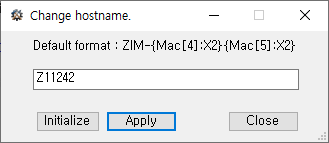 Change hostname.
Default format : ZIM-{Mac[4]:X2}{Mac[5]:X2}
Z11242
Initialize Apply Close